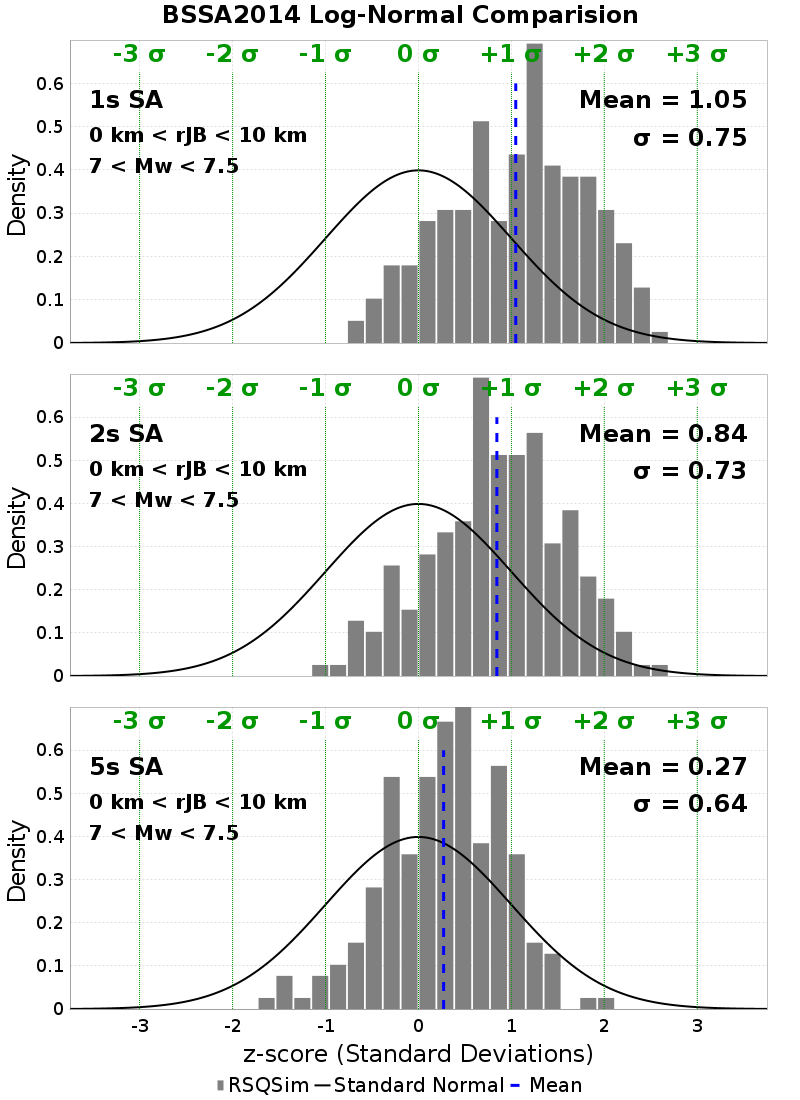 BSSA2014 Log-Normal Comparision
-3 σ -2 σ -1 σ 0 σ +1 σ +2 σ +3 σ
1s SA
0 km < rJB < 10 km
7 < Mw < 7.5
Mean = 1.05
σ = 0.75
Density
0.6
0.5
0.4
0.3
0.2
0.1
0
-3 σ -2 σ -1 σ 0 σ +1 σ +2 σ +3 σ
2s SA
0 km < rJB < 10 km
7 < Mw < 7.5
Mean = 0.84
σ = 0.73
Density
0.6
0.5
0.4
0.3
0.2
0.1
0
-3 σ -2 σ -1 σ 0 σ +1 σ +2 σ +3 σ
5s SA
0 km < rJB < 10 km
7 < Mw < 7.5
Mean = 0.27
σ = 0.64
Density
0.6
0.5
0.4
0.3
0.2
0.1
0
-3 -2 -1 0 1 2 3
z-score (Standard Deviations)
RSQSim Standard Normal Mean